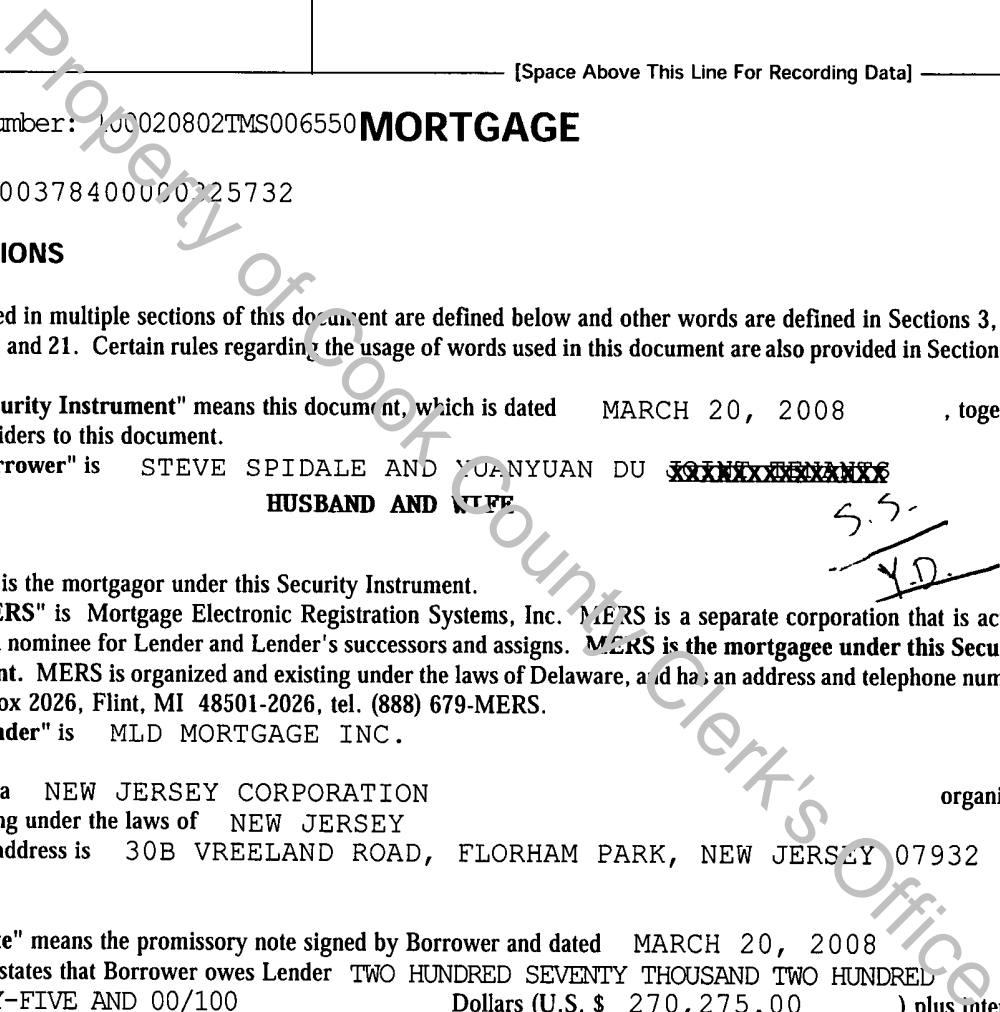 [Space Above This Line For Recording Data]
umber: 100020802TMS006550 MORTGAGE
00378400000325732
IONS
ed in multiple sections of this document are defined below and other words are defined in Sections 3,
and 21. Certain rules regarding the usage of words used in this document are also provided in Section
urity Instrument" means this document, which is dated MARCH 20, 2008 , toge
iders to this document.
rrower" is STEVE SPIDALE AND YUANYUAN DU JOINT TENANTS
HUSBAND AND WIFE
S.S.
Y.D.
is the mortgagor under this Security Instrument.
ERS" is Mortgage Electronic Registration Systems, Inc. MERS is a separate corporation that is ac
nominee for Lender and Lender's successors and assigns. MERS is the mortgagee under this Secu
nt. MERS is organized and existing under the laws of Delaware, and has an address and telephone num
ox 2026, Flint, MI 48501-2026, tel. (888) 679-MERS.
nder" is MLD MORTGAGE INC.
a NEW JERSEY CORPORATION organi
ng under the laws of NEW JERSEY
address is 30B VREELAND ROAD, FLORHAM PARK, NEW JERSEY 07932
te" means the promissory note signed by Borrower and dated MARCH 20, 2008
states that Borrower owes Lender TWO HUNDRED SEVENTY THOUSAND TWO HUNDRED
Y-FIVE AND 00/100 Dollars (U.S. $ 270,275.00 ) plus inte
Property of Cook County Clerk's Office